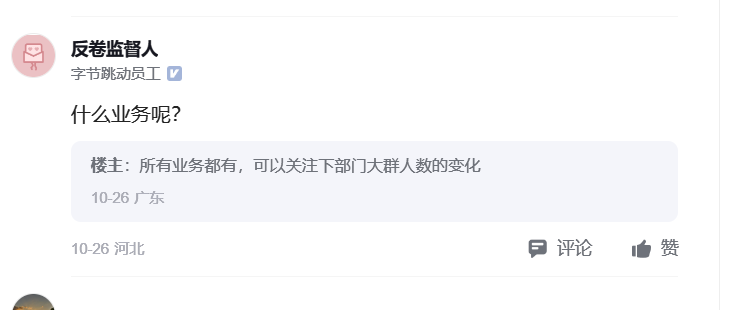 反卷监督人
字节跳动员工
什么业务呢？
楼主：所有业务都有，可以关注下部门大群人数的变化
10-26 广东
10-26 河北 评论 赞